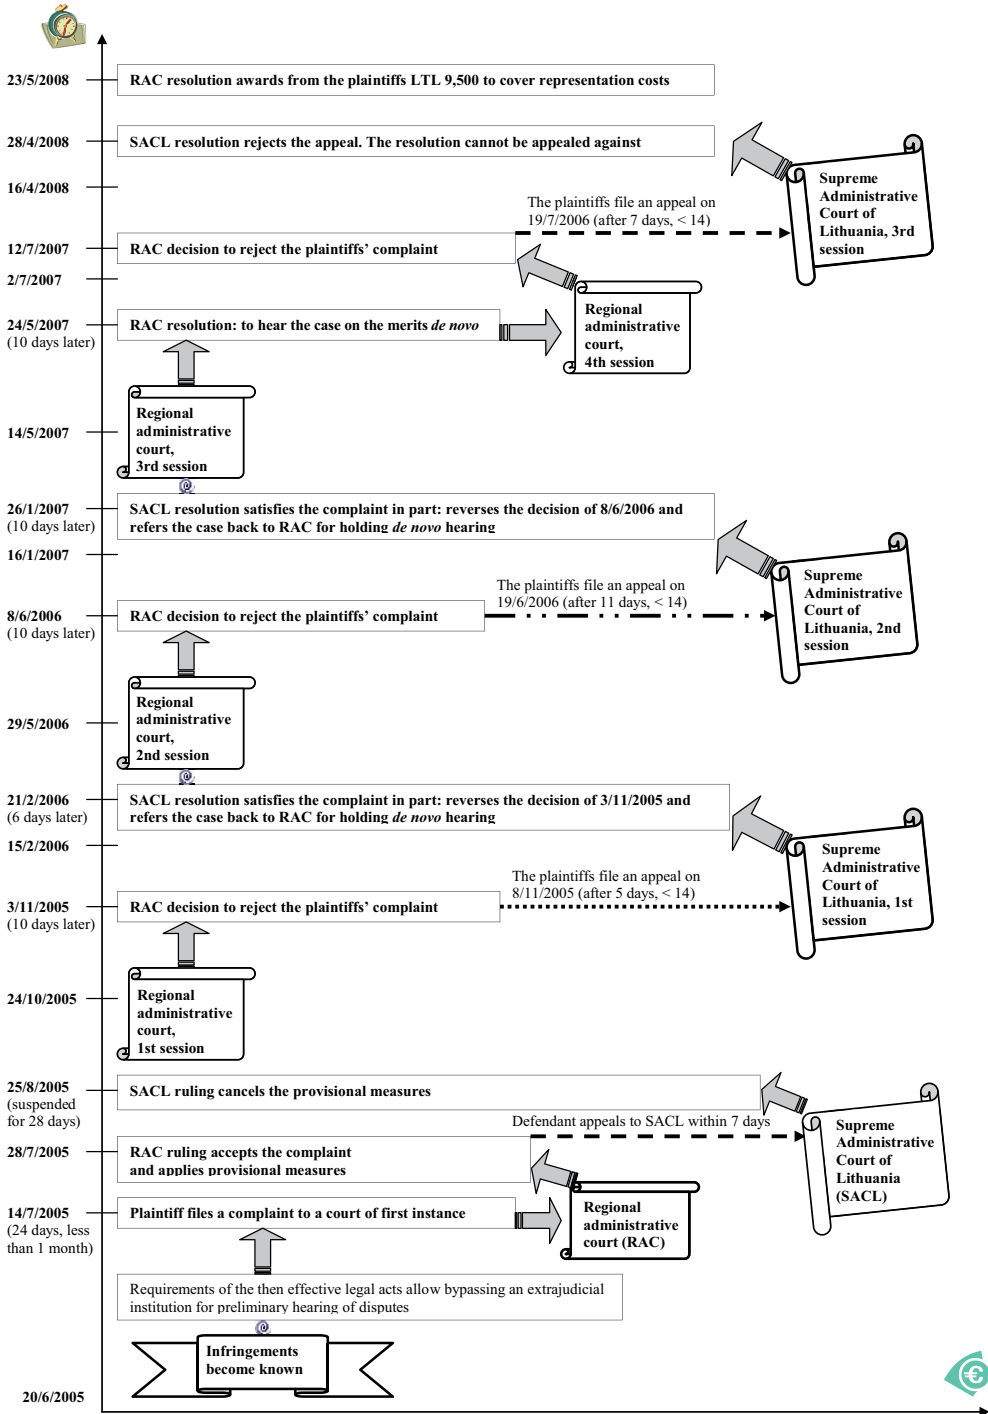 23/5/2008
RAC resolution awards from the plaintiffs LTL 9,500 to cover representation costs
28/4/2008
SACL resolution rejects the appeal. The resolution cannot be appealed against
Supreme
Administrative
Court of
Lithuania, 3rd
session
16/4/2008
The plaintiffs file an appeal on
19/7/2006 (after 7 days, < 14)
12/7/2007
RAC decision to reject the plaintiffs’ complaint
2/7/2007
Regional
administrative
court,
4th session
24/5/2007
(10 days later)
RAC resolution: to hear the case on the merits de novo
Regional
administrative
court,
3rd session
14/5/2007
26/1/2007
(10 days later)
SACL resolution satisfies the complaint in part: reverses the decision of 8/6/2006 and
refers the case back to RAC for holding de novo hearing
16/1/2007
Supreme
Administrative
Court of
Lithuania, 2nd
session
The plaintiffs file an appeal on
19/6/2006 (after 11 days, < 14)
8/6/2006
(10 days later)
RAC decision to reject the plaintiffs’ complaint
Regional
administrative
court,
2nd session
29/5/2006
21/2/2006
(6 days later)
SACL resolution satisfies the complaint in part: reverses the decision of 3/11/2005 and
refers the case back to RAC for holding de novo hearing
15/2/2006
Supreme
Administrative
Court of
Lithuania, 1st
session
The plaintiffs file an appeal on
8/11/2005 (after 5 days, < 14)
3/11/2005
(10 days later)
RAC decision to reject the plaintiffs’ complaint
24/10/2005
Regional
administrative
court,
1st session
25/8/2005
(suspended
for 28 days)
SACL ruling cancels the provisional measures
Defendant appeals to SACL within 7 days
Supreme
Administrative
Court of
Lithuania
(SACL)
28/7/2005
RAC ruling accepts the complaint
and applies provisional measures
14/7/2005
(24 days, less
than 1 month)
Plaintiff files a complaint to a court of first instance
Regional
administrative
court (RAC)
Requirements of the then effective legal acts allow bypassing an extrajudicial
institution for preliminary hearing of disputes
Infringements
become known
20/6/2005
€